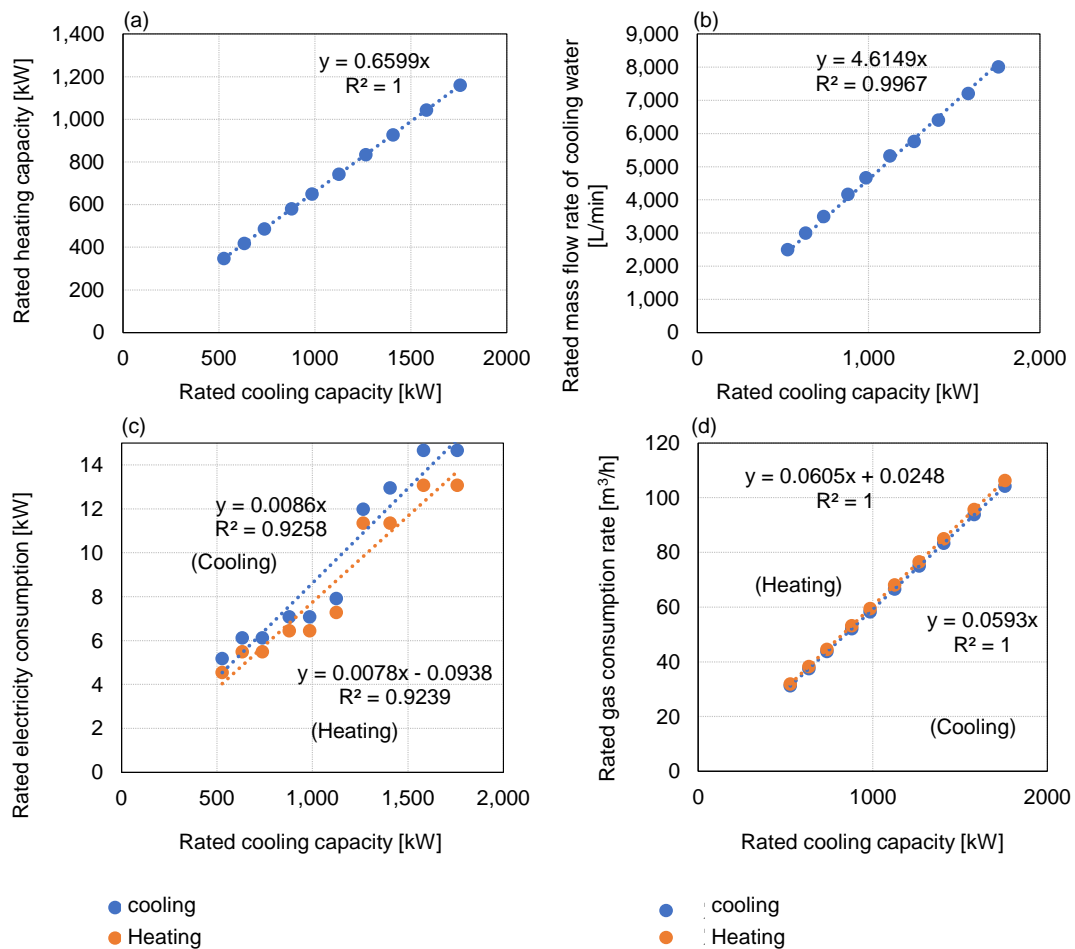 (a)
1,400
1,200
1,000
800
600
400
200
0
0
500
1000
1500
2000
Rated heating capacity [kW]
Rated cooling capacity [kW]
y = 0.6599x
R² = 1
(b)
9,000
8,000
7,000
6,000
5,000
4,000
3,000
2,000
1,000
0
0
1,000
2,000
Rated mass flow rate of cooling water
[L/min]
Rated cooling capacity [kW]
y = 4.6149x
R² = 0.9967
(c)
14
12
10
8
6
4
2
0
0
500
1,000
1,500
2,000
Rated electricity consumption [kW]
Rated cooling capacity [kW]
y = 0.0086x
R² = 0.9258
(Cooling)
y = 0.0078x - 0.0938
R² = 0.9239
(Heating)
cooling
Heating
(d)
120
100
80
60
40
20
0
0
1000
2000
Rated gas consumption rate [m³/h]
Rated cooling capacity [kW]
y = 0.0605x + 0.0248
R² = 1
(Heating)
y = 0.0593x
R² = 1
(Cooling)
cooling
Heating